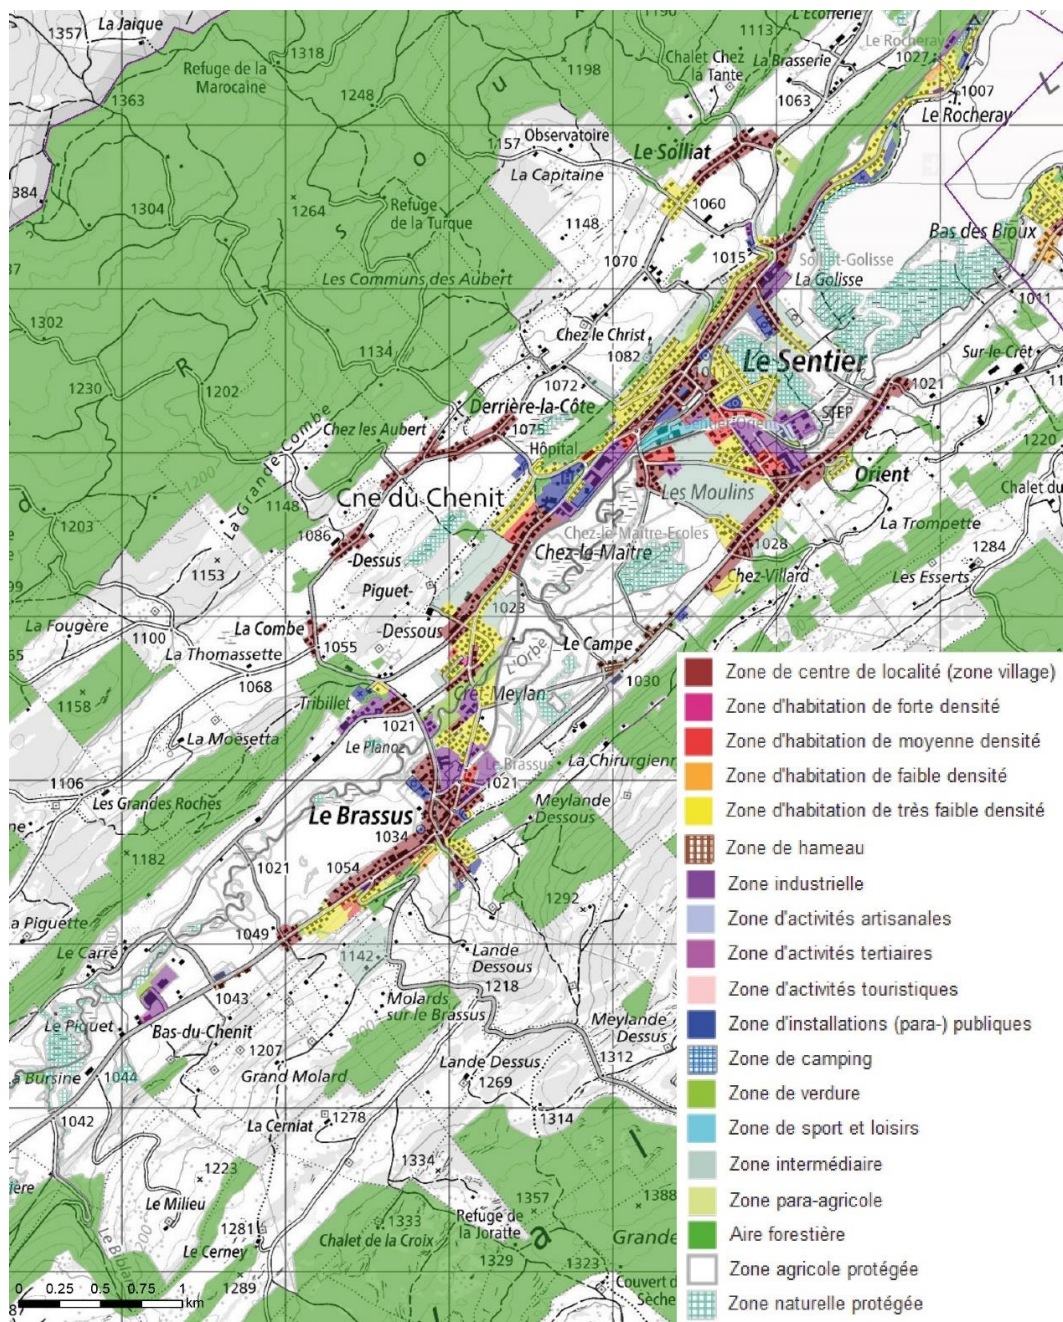 La Jaique
1357
1363
Refuge de la
Marocaine
1318
1248
1198
1190
1113
L'Ecofferie
Le Rocheray
1027
Chalet Chez
la Tante
La Brasserie
1063
1007
Le Rocheray
Observatoire
1157
La Capitaine
Le Solliat
1304
1264
Refuge
de la Turque
1060
1148
Bas des Bioux
1070
1015
Solliat-Golisse
La Golisse
Les Communs des Aubert
1011
1302
Chez le Christ
1082
1134
Le Sentier
Sur-le-Crêt
1230
1202
1072
1021
Derrière-la-Côte
Chez les Aubert
1075
Hôpital
STEP
Sentier-Orient
1220
La Grande Combe
1200
Cne du Chenit
1148
Les Moulins
Orient
Chalet du
1203
1086
La Trompette
-Dessus
Chez-le-Maître-Ecoles
Chez-le-Maître
1028
1284
1153
Piguet-
Chez-Villard
Les Esserts
La Fougère
1100
La Combe
1023
-Dessous
1055
La Thomassette
Le Campe
L'Orbe
1068
1030
1158
Tribillet
Crêt-Meylan
1021
La Moësetta
Le Planoz
Le Brassus
La Chirurgienn
1106
1021
Les Grandes Roches
Le Brassus
Meylande
Dessous
1034
1182
1054
1021
1292
La Piguette
1049
Le Carré
1142
Lande
Dessous
1043
1218
Molards
sur le Brassus
Meylande
Dessus
Le Piguet
Bas-du-Chenit
1207
1312
1044
Grand Molard
Lande Dessus
1269
1042
La Cerniat
1278
1314
1223
1334
Le Milieu
1357
1388
Refuge de
la Joratte
1281
1333
Chalet de la Croix
Grande
Le Cerney
1329
1323
1289
Couvert d
Sèche
0 0.25 0.5 0.75 1
km
Zone de centre de localité (zone village)
Zone d'habitation de forte densité
Zone d'habitation de moyenne densité
Zone d'habitation de faible densité
Zone d'habitation de très faible densité
Zone de hameau
Zone industrielle
Zone d'activités artisanales
Zone d'activités tertiaires
Zone d'activités touristiques
Zone d'installations (para-) publiques
Zone de camping
Zone de verdure
Zone de sport et loisirs
Zone intermédiaire
Zone para-agricole
Aire forestière
Zone agricole protégée
Zone naturelle protégée